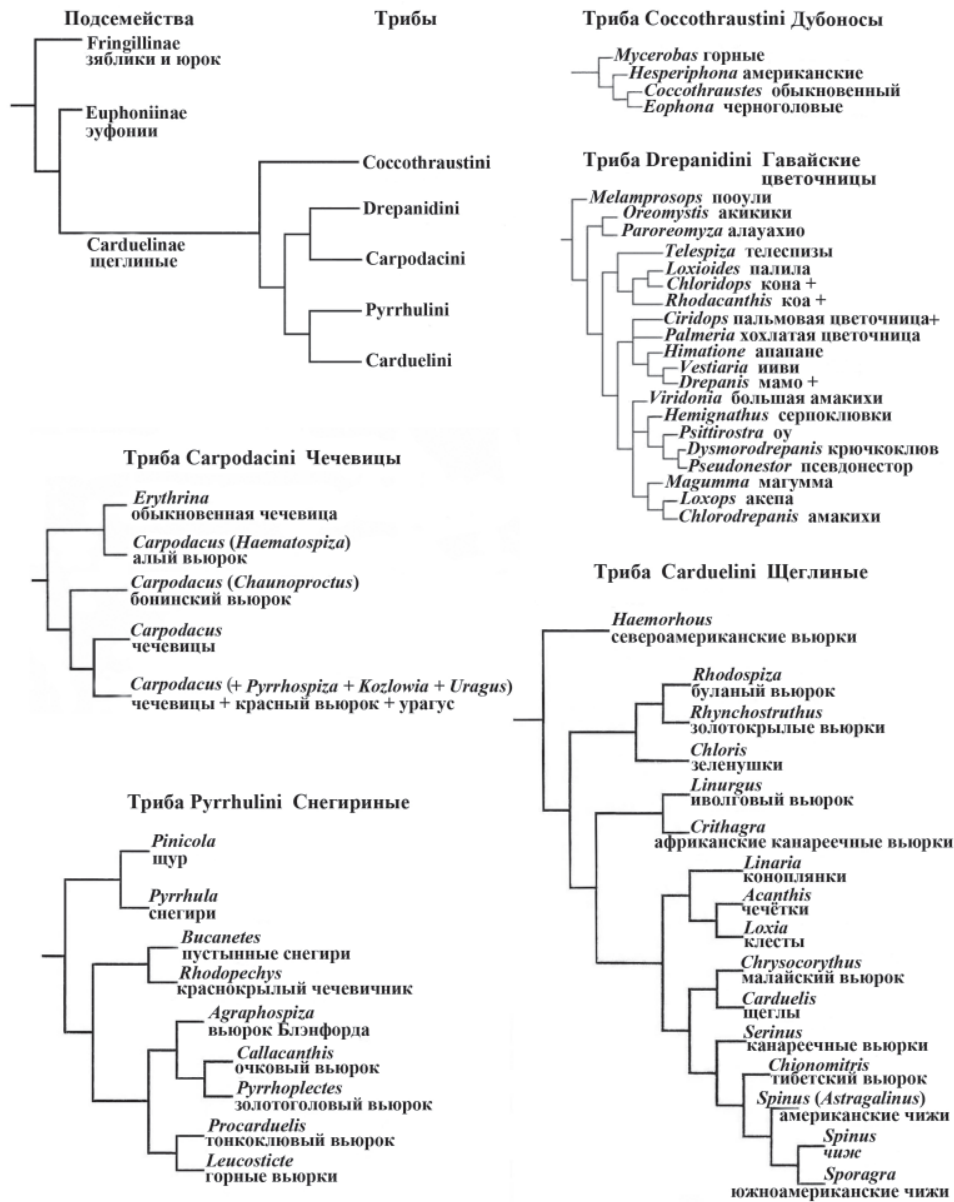 Подсемейства
Трибы
Fringillinae
зяблики и юрок
Euphoniinae
эуфонии
Carduelinae
щеглиные
Coccothraustini
Drepanidini
Carpodacini
Pyrrhulini
Carduelini
Триба Coccothraustini Дубоносы
Mycerobas горные
Hesperiphona американские
Coccothraustes обыкновенный
Eophona черноголовые
Триба Drepanidini Гавайские
цветочницы
Melamprosops пооули
Oreomystis акикики
Paroreomyza алауахио
Telespiza телеспизы
Loxioides палила
Chloridops кона +
Rhodacanthis коа +
Ciridops пальмовая цветочница+
Palmeria хохлатая цветочница
Himatione апапане
Vestiaria ииви
Drepanis мамо +
Viridonia большая амакихи
Hemignathus серпоклювки
Psittirostra оу
Dysmorodrepanis крючкоклюв
Pseudonestor псевдонестор
Magumma магумма
Loxops акепа
Chlorodrepanis амакихи
Триба Carpodacini Чечевицы
Erythrina
обыкновенная чечевица
Carpodacus (Haematospiza)
алый вьюрок
Carpodacus (Chaunoproctus)
бонинский вьюрок
Carpodacus
чечевицы
Carpodacus (+ Pyrrhospiza + Kozlowia + Uragus)
чечевицы + красный вьюрок + урагус
Триба Pyrrhulini Снегириные
Pinicola
щур
Pyrrhula
снегири
Bucanetes
пустынные снегири
Rhodopechys
краснокрылый чечевичник
Agraphospiza
вьюрок Блэнфорда
Callacanthis
очковый вьюрок
Pyrrhoplectes
золотоголовый вьюрок
Procarduelis
тонкоклювый вьюрок
Leucosticte
горные вьюрки
Триба Carduelini Щеглиные
Haemorhous
североамериканские вьюрки
Rhodospiza
буланый вьюрок
Rhynchostruthus
золотокрылые вьюрки
Chloris
зеленушки
Linurgus
иволговый вьюрок
Crithagra
африканские канареечные вьюрки
Linaria
коноплянки
Acanthis
чечётки
Loxia
клесты
Chrysocorythus
малайский вьюрок
Carduelis
щеглы
Serinus
канареечные вьюрки
Chionomitris
тибетский вьюрок
Spinus (Astragalinus)
американские чижи
Spinus
чиж
Sporagra
южноамериканские чижи